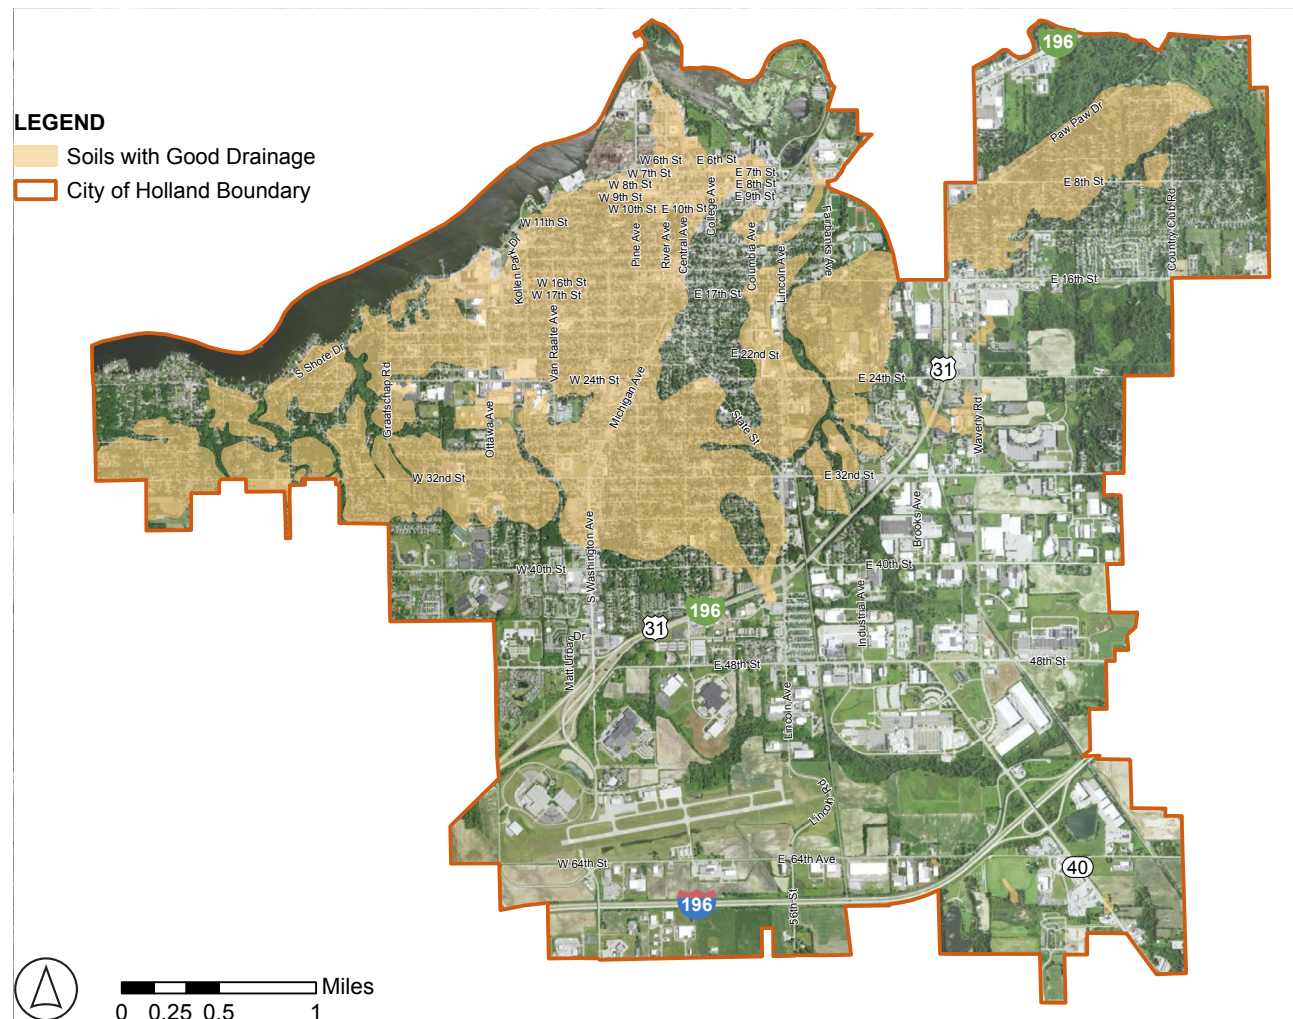 196
LEGEND
Soils with Good Drainage
City of Holland Boundary
Paw Paw Dr
W 6th St
E 6th St
W 7th St
E 7th St
W 8th St
E 8th St
E 8th St
W 9th St
E 9th St
W 10th St
E 10th St
College Ave
Country Club Rd
W 11th St
Fairbanks Ave
Pine Ave
River Ave
Central Ave
Columbia Ave
Lincoln Ave
Kollen Park Dr
E 16th St
W 16th St
W 17th St
E 17th St
Van Raalte Ave
S Shore Dr
E 22nd St
31
Graafschap Rd
W 24th St
E 24th St
Michigan Ave
Ottawa Ave
State St
Waverly Rd
W 32nd St
E 32nd St
Brooks Ave
S Washington Ave
W 40th St
E 40th St
196
31
Industrial Ave
Matt Urban Dr
E 48th St
48th St
Lincoln Ave
Lincoln Rd
W 64th St
E 64th Ave
40
196
56th St
Miles
0 0.25 0.5 1